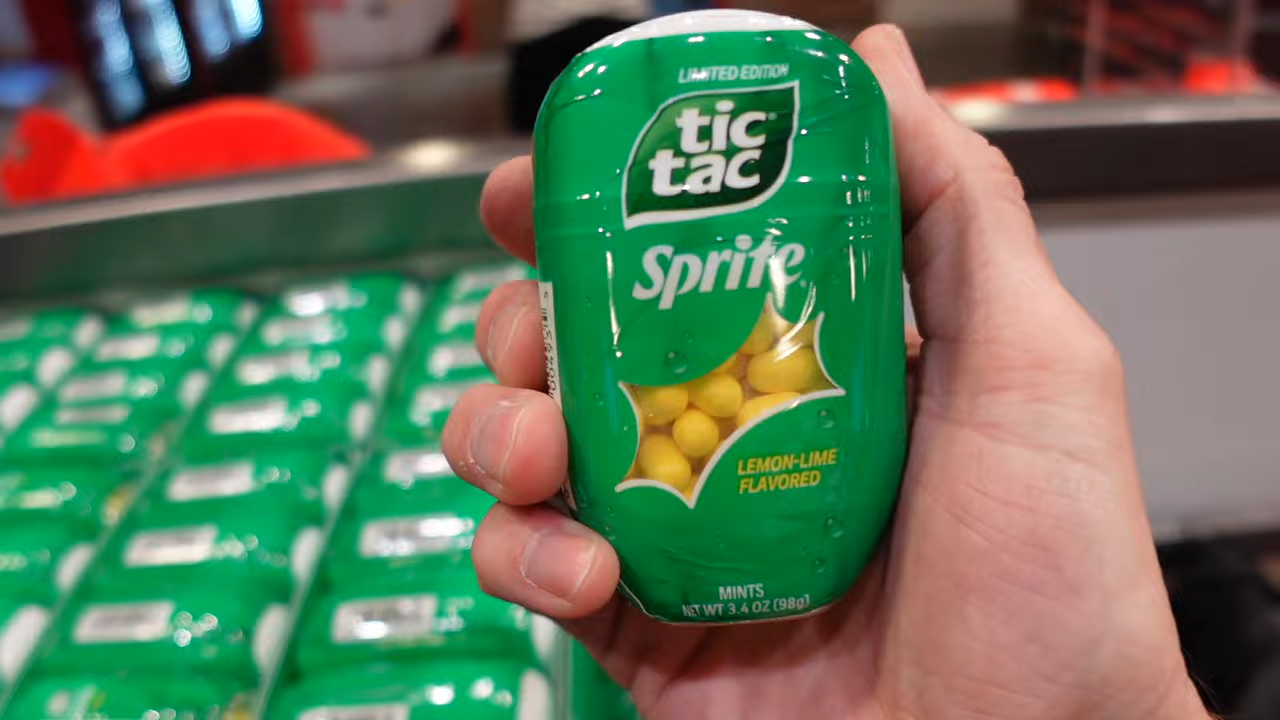 LIMITED EDITION
tic
tac
Sprite
LEMON-LIME
FLAVORED
MINTS
NET WT 3.4 OZ (98g)